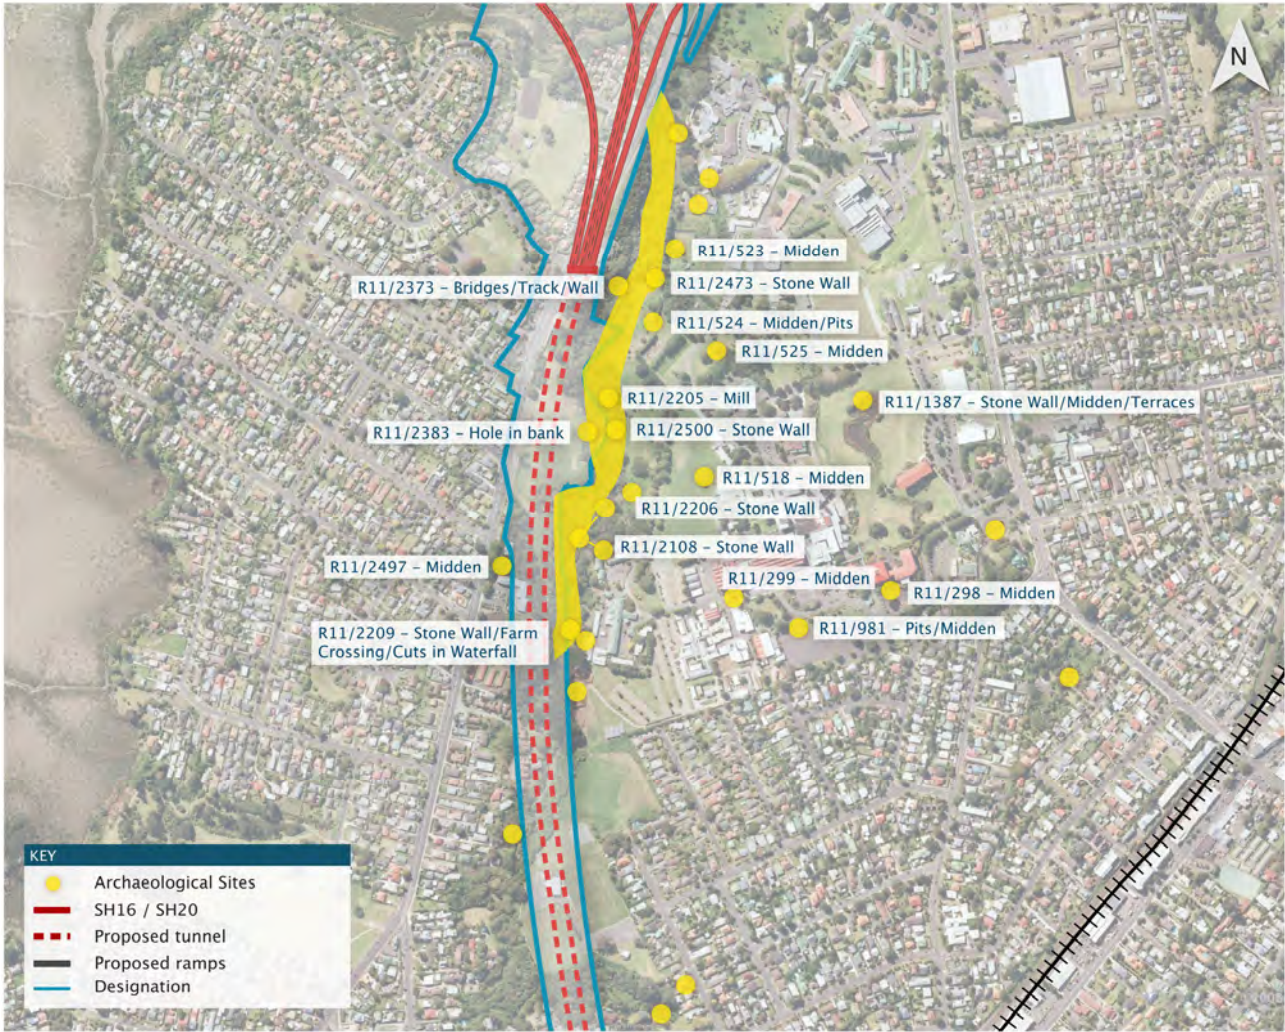 N
R11/523 – Midden
R11/2373 – Bridges/Track/Wall
R11/2473 – Stone Wall
R11/524 – Midden/Pits
R11/525 – Midden
R11/2205 – Mill
R11/1387 – Stone Wall/Midden/Terraces
R11/2383 – Hole in bank
R11/2500 – Stone Wall
R11/518 – Midden
R11/2206 – Stone Wall
R11/2108 – Stone Wall
R11/2497 – Midden
R11/299 – Midden
R11/298 – Midden
R11/2209 – Stone Wall/Farm
Crossing/Cuts in Waterfall
R11/981 – Pits/Midden
KEY
Archaeological Sites
SH16 / SH20
Proposed tunnel
Proposed ramps
Designation